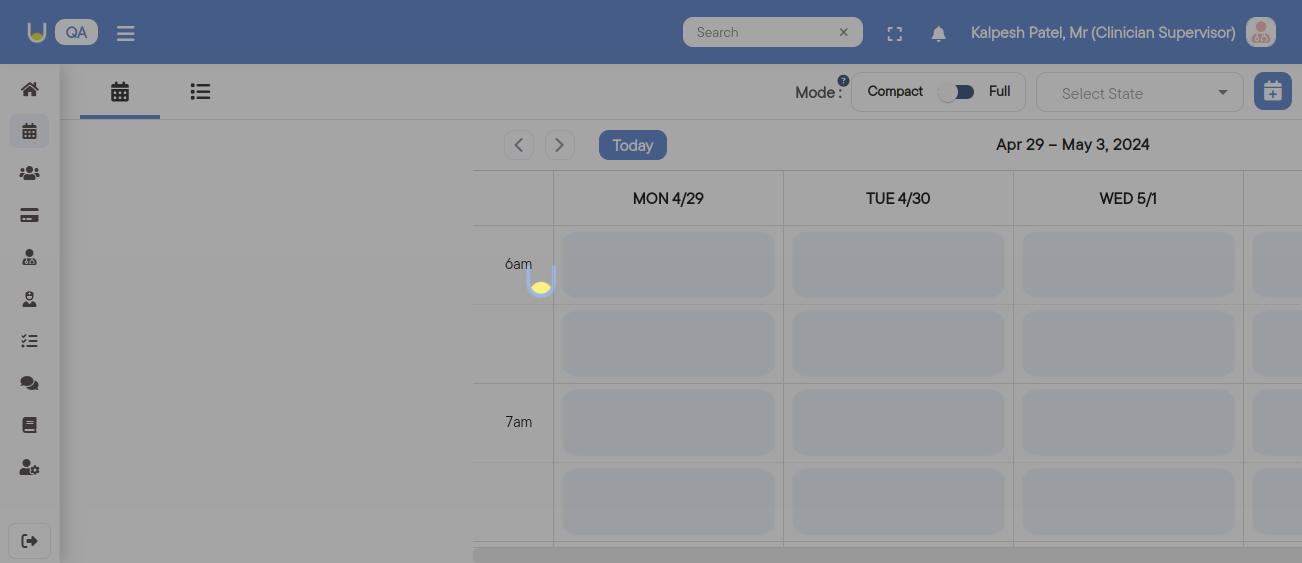 QA
Search
Kalpesh Patel, Mr (Clinician Supervisor)
Mode :
?
Compact
Full
Select State
Today
Apr 29 – May 3, 2024
MON 4/29
TUE 4/30
WED 5/1
6am
7am